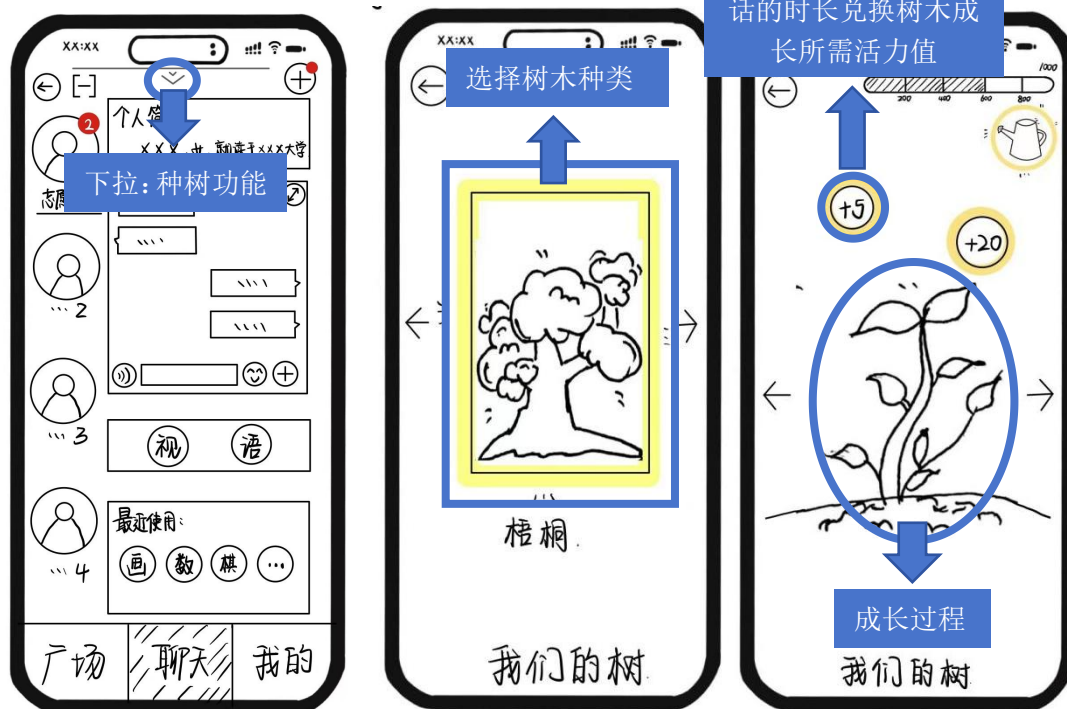 XX:XX
2
个人简
XXX
就读于XXX大学
下拉：种树功能
志愿
2
3
4
视
语
最近使用：
画
数
棋
...
广场
聊天
我的
XX:XX
选择树木种类
梧桐.
我们的树.
话的时长兑换树木成
长所需活力值
1000
200
400
600
800
+5
+20
成长过程
我们的树